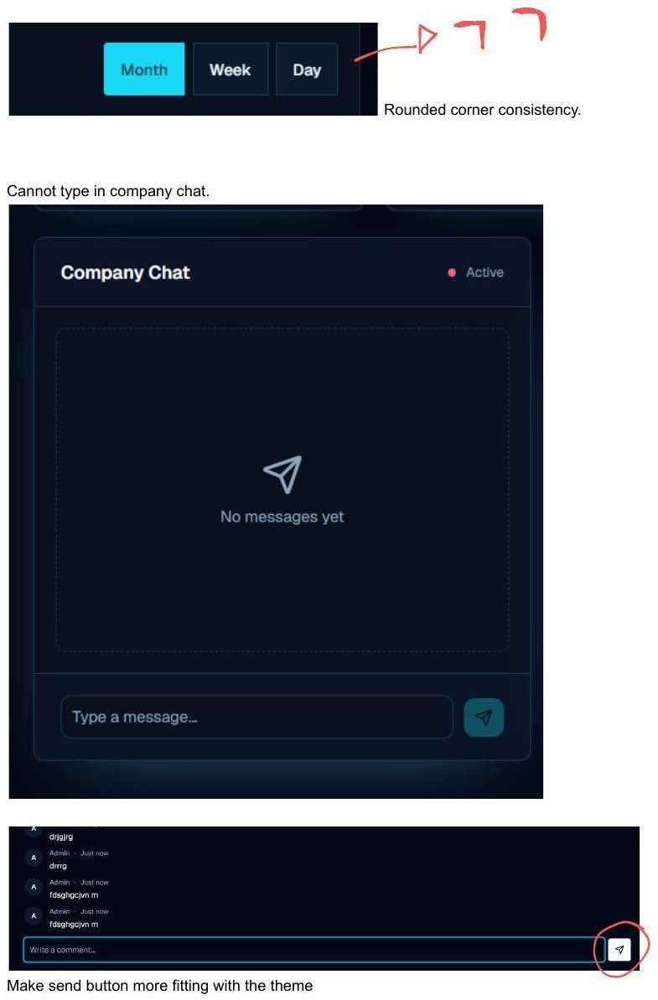 Month Week Day
Rounded corner consistency.
Cannot type in company chat.
Company Chat Active
No messages yet
Type a message...
A drjgjrg
Admin · Just now
A
drrrg
Admin · Just now
A
fdsghgcjvn m
Admin · Just now
A
fdsghgcjvn m
Write a comment...
Make send button more fitting with the theme